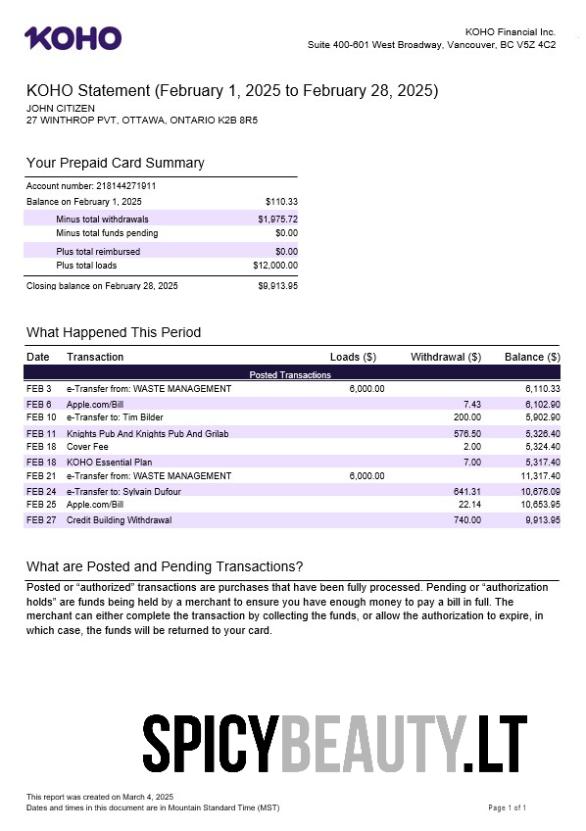 KOHO
KOHO Financial Inc.
Suite 400-601 West Broadway, Vancouver, BC V5Z 4C2
KOHO Statement (February 1, 2025 to February 28, 2025)
JOHN CITIZEN
27 WINTHROP PVT, OTTAWA, ONTARIO K2B 8R5
Your Prepaid Card Summary
Account number: 218144271911
Balance on February 1, 2025 $110.33
Minus total withdrawals $1,975.72
Minus total funds pending $0.00
Plus total reimbursed $0.00
Plus total loads $12,000.00
Closing balance on February 28, 2025 $9,913.95
What Happened This Period
Date Transaction Loads ($) Withdrawal ($) Balance ($)
Posted Transactions
FEB 3 e-Transfer from: WASTE MANAGEMENT 6,000.00 6,110.33
FEB 6 Apple.com/Bill 7.43 6,102.90
FEB 10 e-Transfer to: Tim Bilder 200.00 5,902.90
FEB 11 Knights Pub And Knights Pub And Grilab 576.50 5,326.40
FEB 18 Cover Fee 2.00 5,324.40
FEB 18 KOHO Essential Plan 7.00 5,317.40
FEB 21 e-Transfer from: WASTE MANAGEMENT 6,000.00 11,317.40
FEB 24 e-Transfer to: Sylvain Dufour 641.31 10,676.09
FEB 25 Apple.com/Bill 22.14 10,653.95
FEB 27 Credit Building Withdrawal 740.00 9,913.95
What are Posted and Pending Transactions?
Posted or “authorized” transactions are purchases that have been fully processed. Pending or “authorization
holds” are funds being held by a merchant to ensure you have enough money to pay a bill in full. The
merchant can either complete the transaction by collecting the funds, or allow the authorization to expire, in
which case, the funds will be returned to your card.
SPICYBEAUTY.LT
This report was created on March 4, 2025
Dates and times in this document are in Mountain Standard Time (MST)
Page 1 of 1